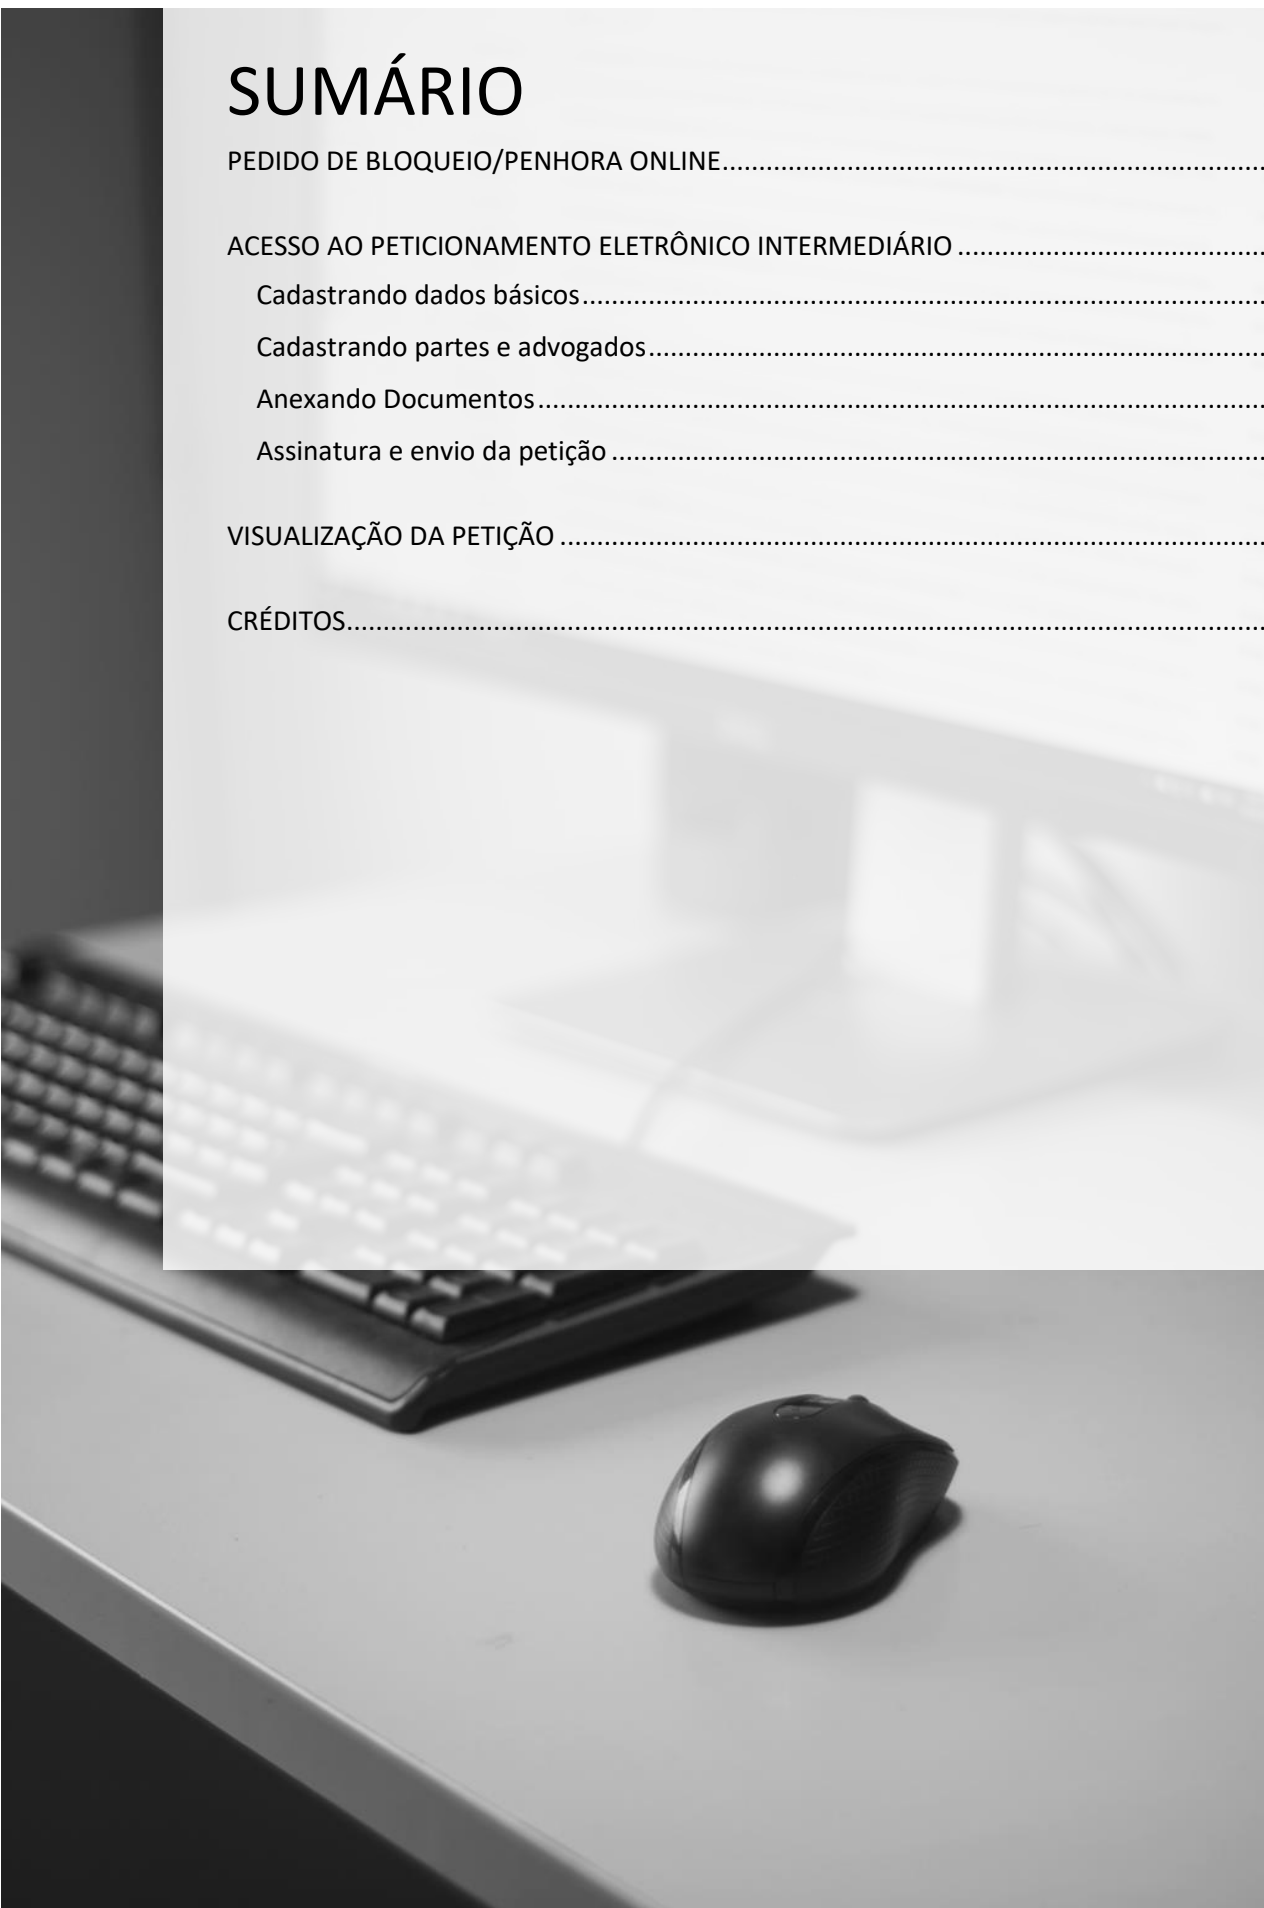 SUMÁRIO
PEDIDO DE BLOQUEIO/PENHORA ONLINE..........................................................................
ACESSO AO PETICIONAMENTO ELETRÔNICO INTERMEDIÁRIO ..........................................
Cadastrando dados básicos.............................................................................................
Cadastrando partes e advogados....................................................................................
Anexando Documentos...................................................................................................
Assinatura e envio da petição .........................................................................................
VISUALIZAÇÃO DA PETIÇÃO ................................................................................................
CRÉDITOS.............................................................................................................................